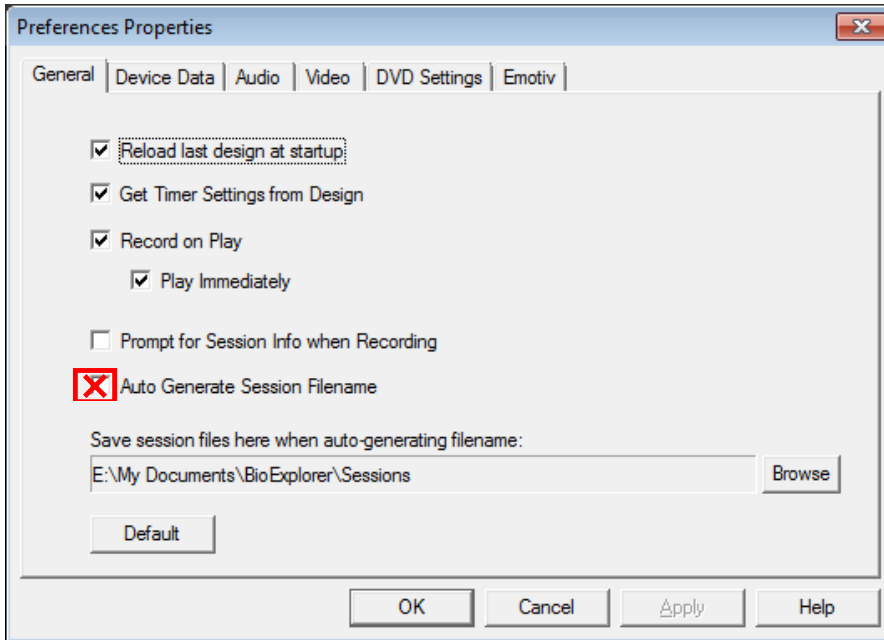 Preferences Properties
General Device Data Audio Video DVD Settings Emotiv
Reload last design at startup
Get Timer Settings from Design
Record on Play
Play Immediately
Prompt for Session Info when Recording
Auto Generate Session Filename
Save session files here when auto-generating filename:
E:\My Documents\BioExplorer\Sessions Browse
Default
OK Cancel Apply Help